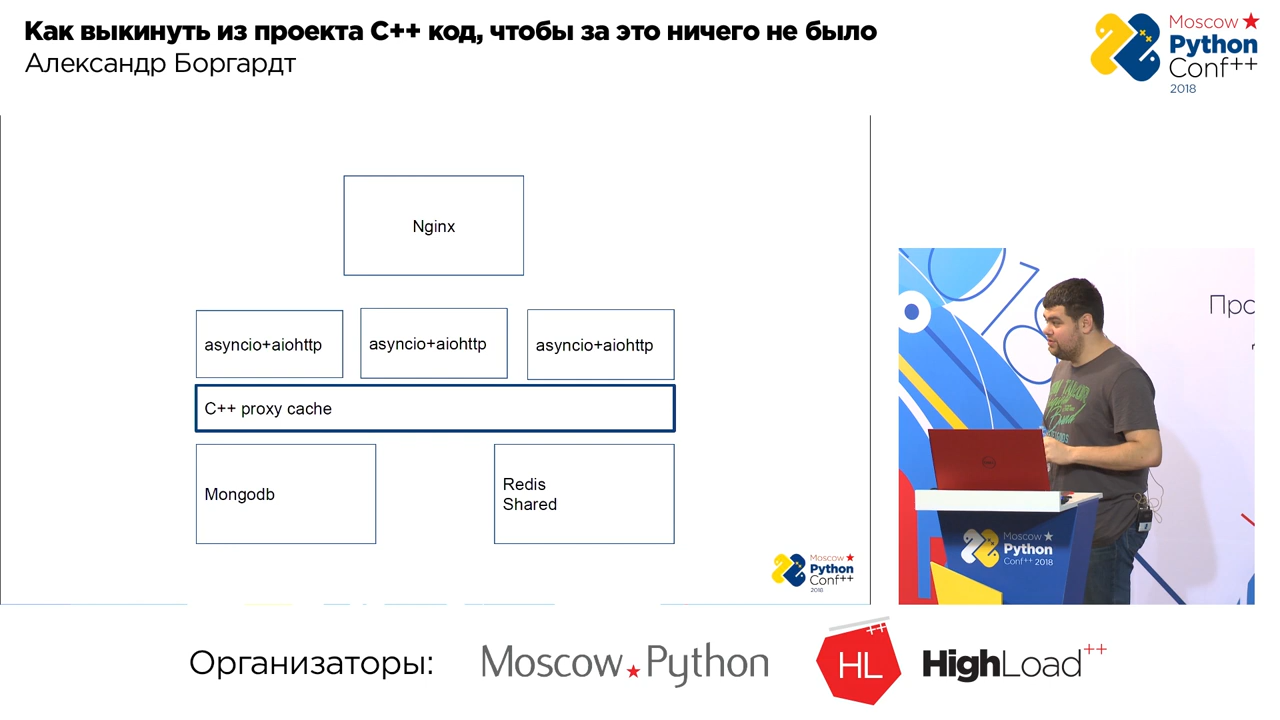 Как выкинуть из проекта C++ код, чтобы за это ничего не было
Александр Боргардт
Moscow
Python
Conf++
2018
Nginx
asyncio+aiohttp
asyncio+aiohttp
asyncio+aiohttp
C++ proxy cache
Mongodb
Redis
Shared
Moscow
Python
Conf++
2018
2018
Про
Moscow
Python
Conf++ 2018
Организаторы:
Moscow Python
HL++
HighLoad++